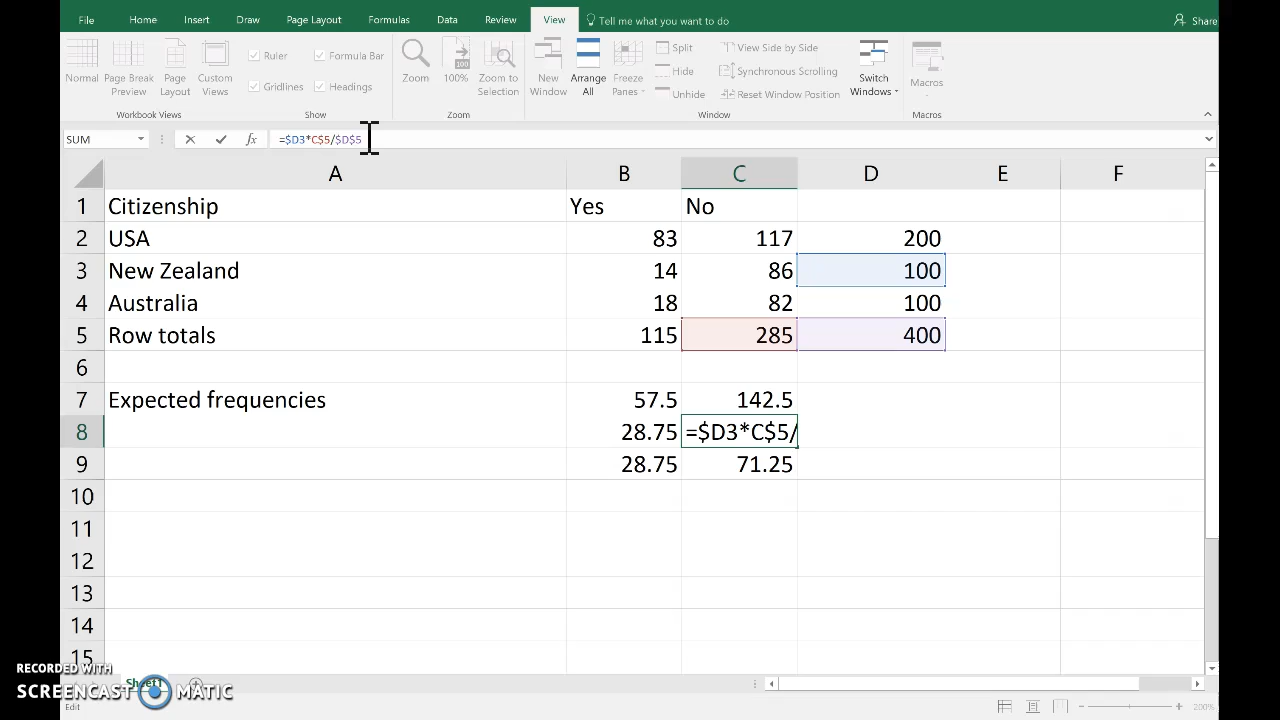 File Home Insert Draw Page Layout Formulas Data Review View Tell me what you want to do Share
Normal Page Break Preview Page Layout Custom Views Ruler Formula Bar Gridlines Headings Zoom 100% Zoom to Selection New Window Arrange All Freeze Panes Split Hide Unhide View Side by Side Synchronous Scrolling Reset Window Position Switch Windows Macros
Workbook Views Show Zoom Window Macros
SUM fx =$D3*C$5/$D$5
A B C D E F
1 Citizenship Yes No
2 USA 83 117 200
3 New Zealand 14 86 100
4 Australia 18 82 100
5 Row totals 115 285 400
6
7 Expected frequencies 57.5 142.5
8 28.75 =$D3*C$5/
9 28.75 71.25
10
11
12
13
14
15
RECORDED WITH
SCREENCAST MATIC
Sheet1
Edit 200%